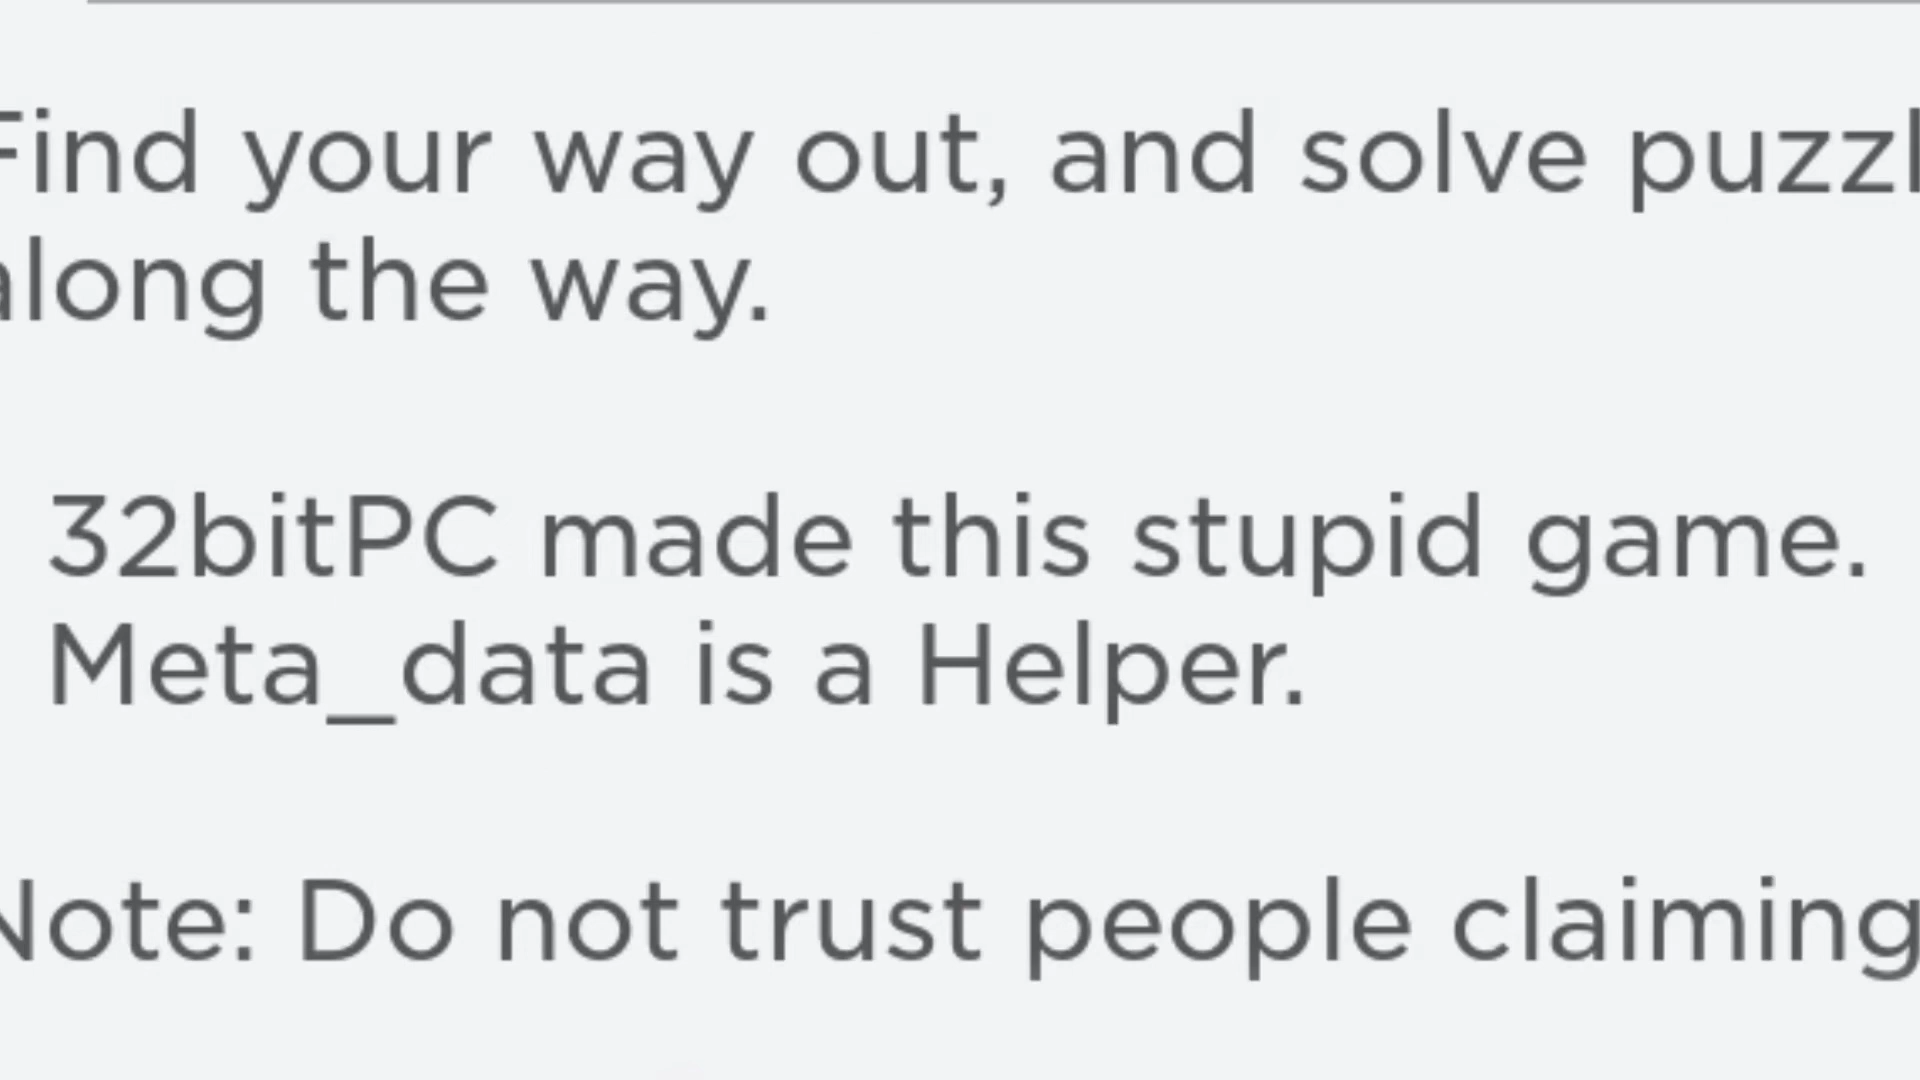 Find your way out, and solve puzzl
along the way.
32bitPC made this stupid game.
Meta_data is a Helper.
Note: Do not trust people claiming